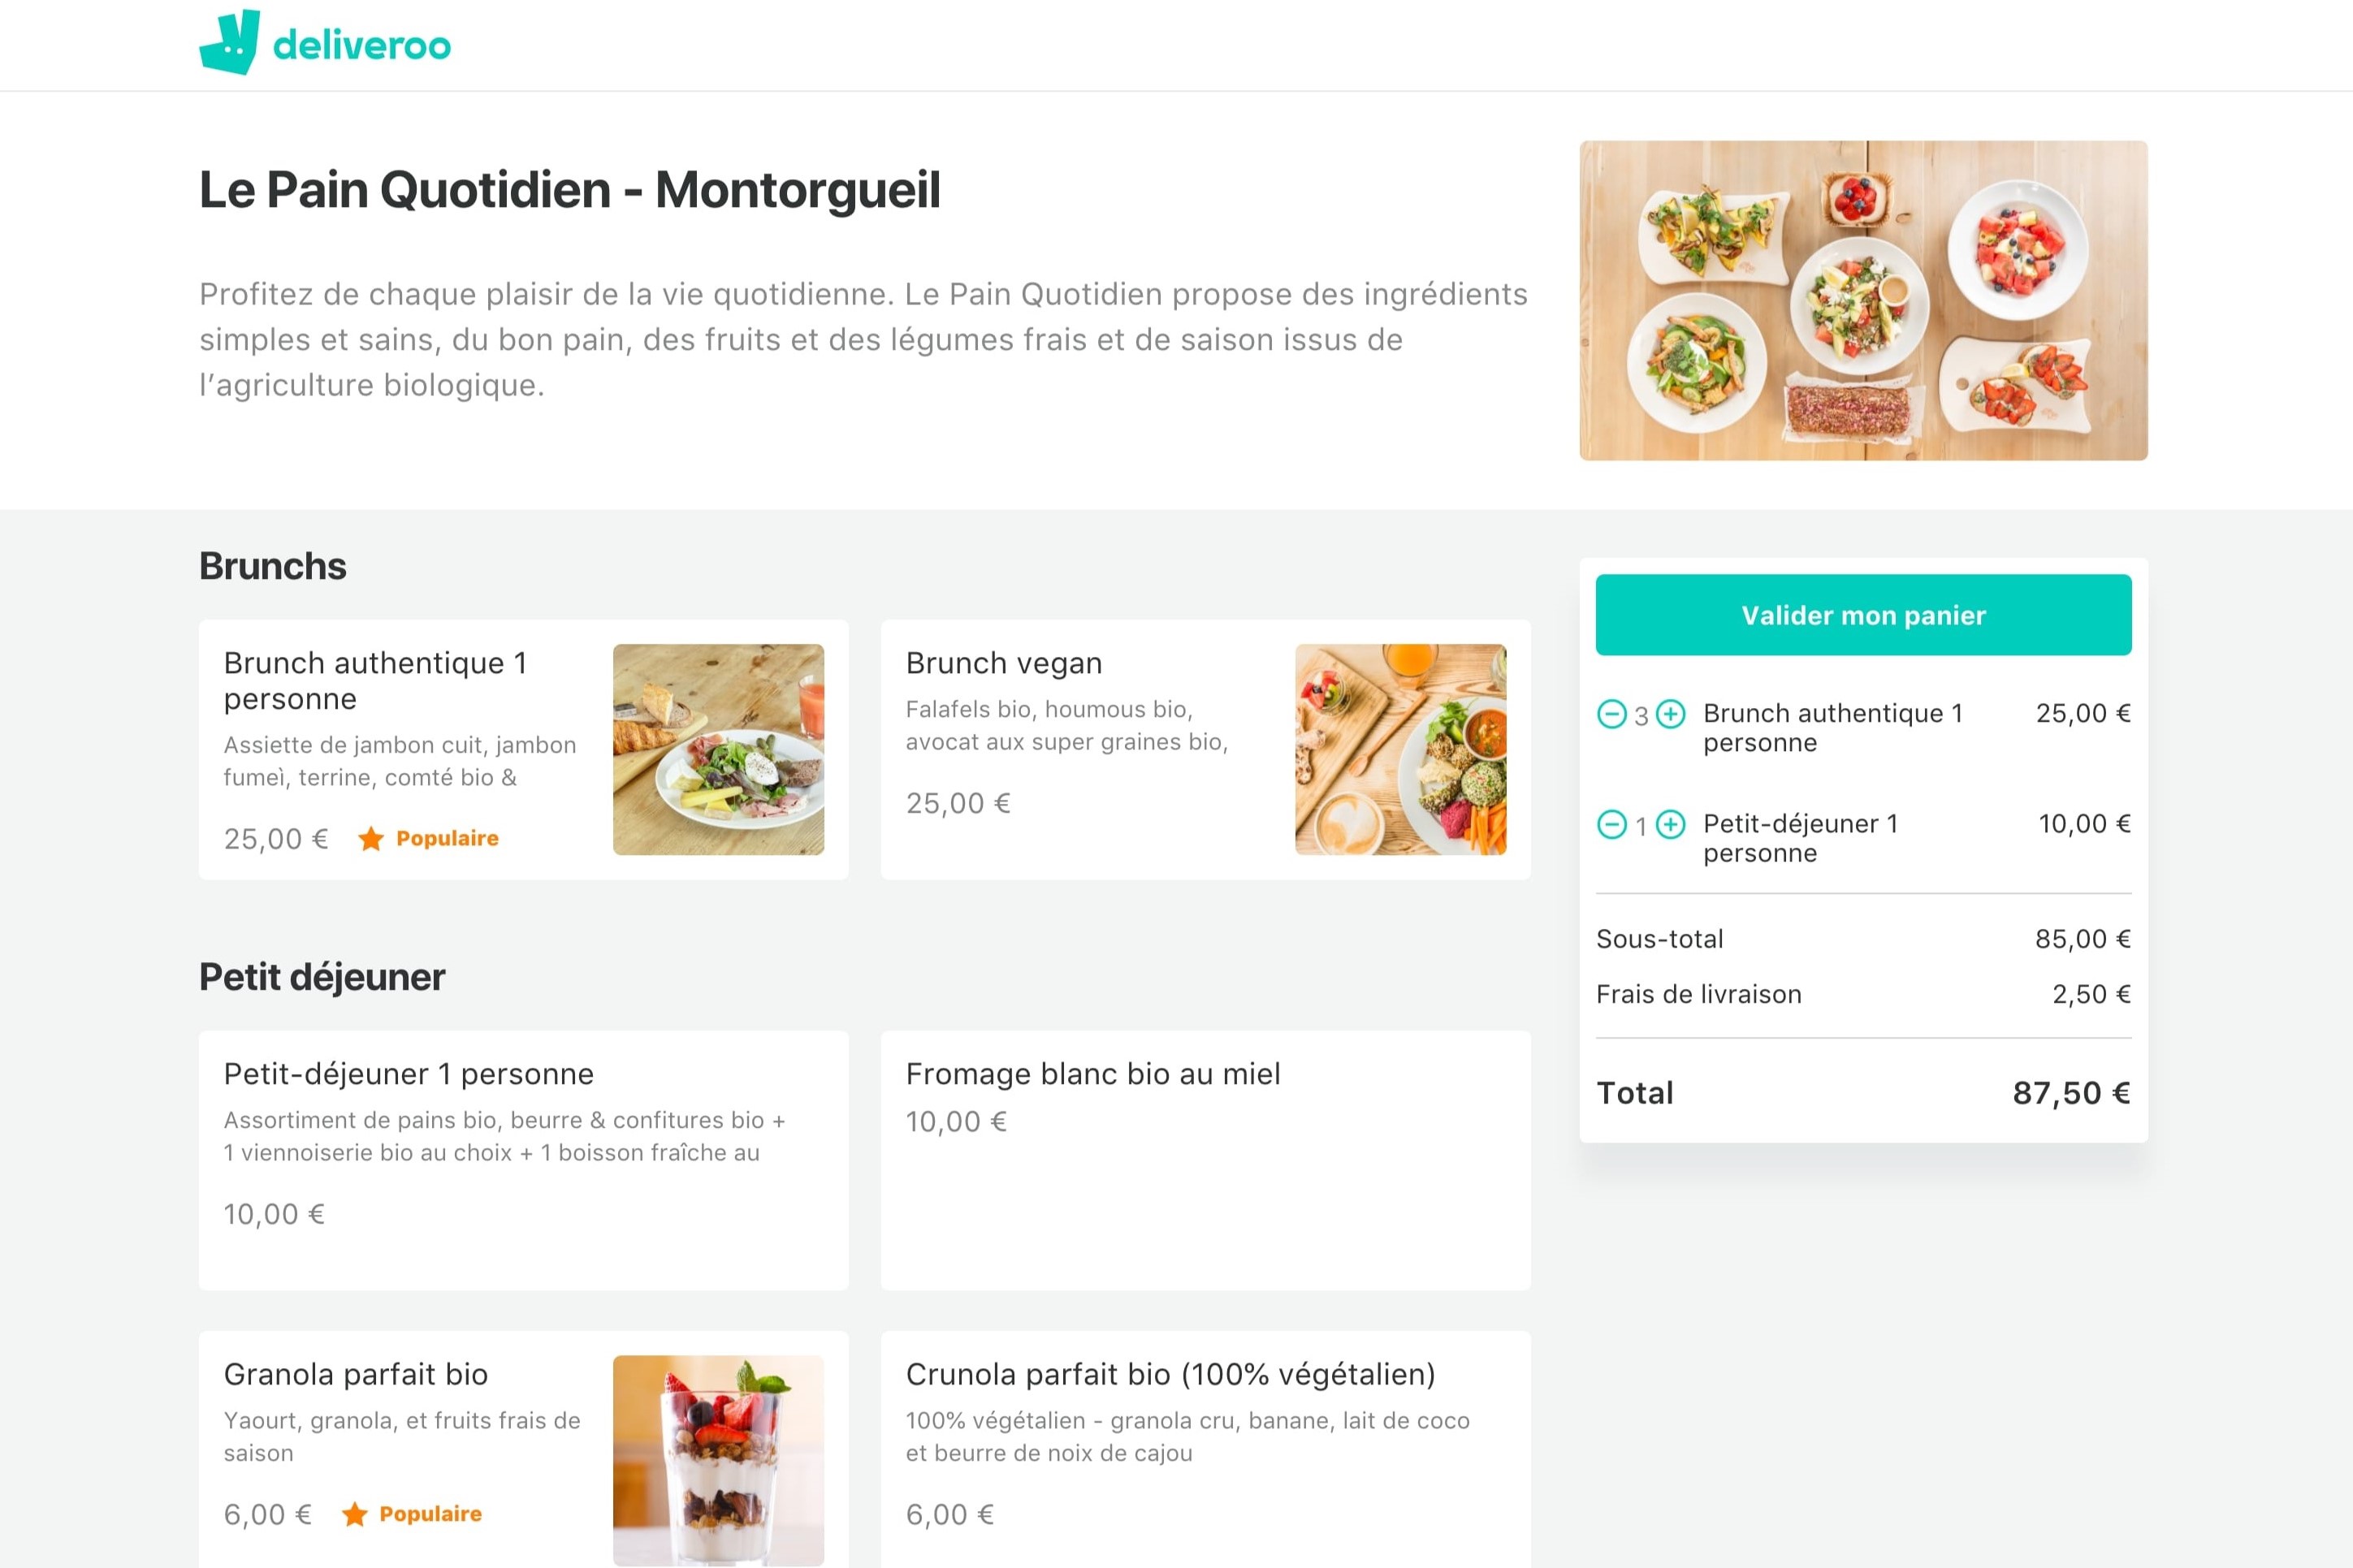 deliveroo
Le Pain Quotidien - Montorgueil
Profitez de chaque plaisir de la vie quotidienne. Le Pain Quotidien propose des ingrédients
simples et sains, du bon pain, des fruits et des légumes frais et de saison issus de
l’agriculture biologique.
Brunchs
Brunch authentique 1
personne
Assiette de jambon cuit, jambon
fumeì, terrine, comté bio &
25,00 €
Populaire
Brunch vegan
Falafels bio, houmous bio,
avocat aux super graines bio,
25,00 €
Petit déjeuner
Petit-déjeuner 1 personne
Assortiment de pains bio, beurre & confitures bio +
1 viennoiserie bio au choix + 1 boisson fraîche au
10,00 €
Fromage blanc bio au miel
10,00 €
Granola parfait bio
Yaourt, granola, et fruits frais de
saison
6,00 €
Populaire
Crunola parfait bio (100% végétalien)
100% végétalien - granola cru, banane, lait de coco
et beurre de noix de cajou
6,00 €
Valider mon panier
3 Brunch authentique 1 25,00 €
personne
1 Petit-déjeuner 1 10,00 €
personne
Sous-total 85,00 €
Frais de livraison 2,50 €
Total 87,50 €